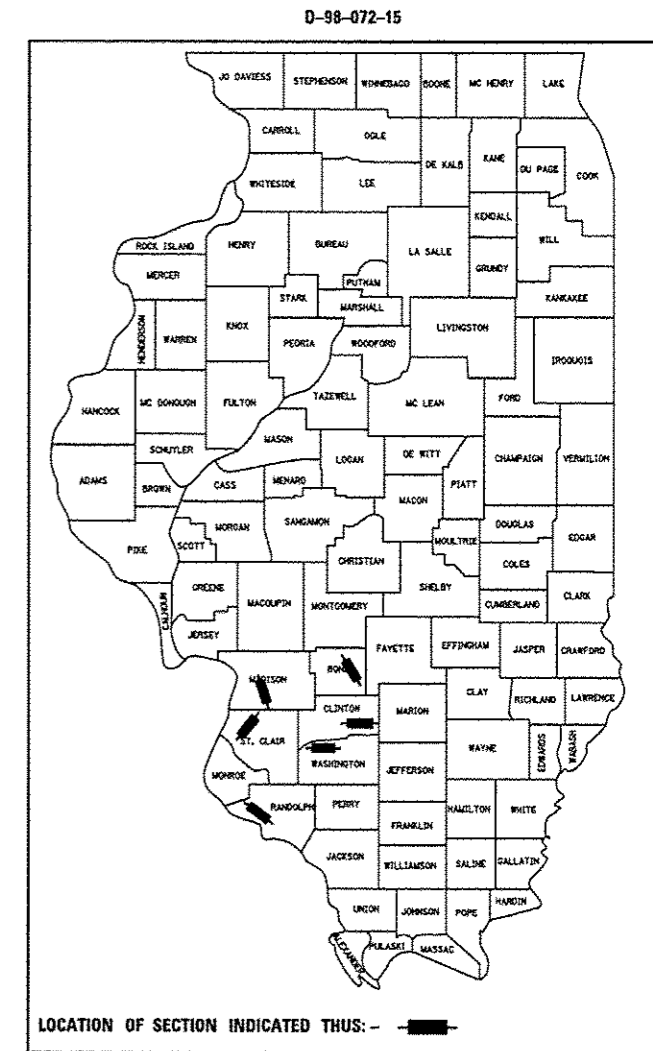 D-98-072-15
JO DAVIESS STEPHENSON WINNEBAGO BOONE MC HENRY LAKE
CARROLL OGLE DE KALB KANE DU PAGE COOK
WHITESIDE LEE KENDALL WILL
ROCK ISLAND HENRY BUREAU LA SALLE GRUNDY
MERCER PUTNAM KANKAKEE
HENDERSON WARREN KNOX STARK MARSHALL LIVINGSTON
PEORIA WOODFORD IROQUOIS
HANCOCK MC DONOUGH FULTON TAZEWELL MC LEAN FORD
MASON
SCHUYLER LOGAN DE WITT CHAMPAIGN VERMILION
ADAMS BROWN CASS MENARD MACON PIATT
MORGAN SANGAMON DOUGLAS EDGAR
PIKE SCOTT CHRISTIAN MOULTRIE COLES
CALHOUN GREENE MACOUPIN MONTGOMERY SHELBY CUMBERLAND CLARK
JERSEY FAYETTE EFFINGHAM JASPER CRAWFORD
MADISON BOND
CLINTON MARION CLAY RICHLAND LAWRENCE
ST. CLAIR WASHINGTON WAYNE EDWARDS WABASH
MONROE JEFFERSON
RANDOLPH PERRY HAMILTON WHITE
FRANKLIN
JACKSON WILLIAMSON SALINE GALLATIN
UNION JOHNSON POPE HARDIN
ALEXANDER PULASKI MASSAC
LOCATION OF SECTION INDICATED THUS: -